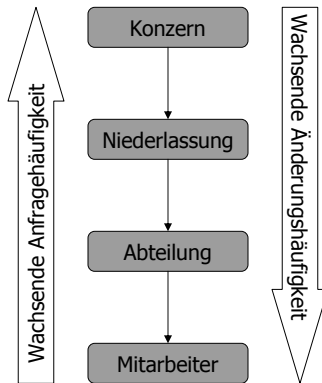 Konzern
Niederlassung
Abteilung
Mitarbeiter
Wachsende Anfragehäufigkeit
Wachsende Änderungshäufigkeit